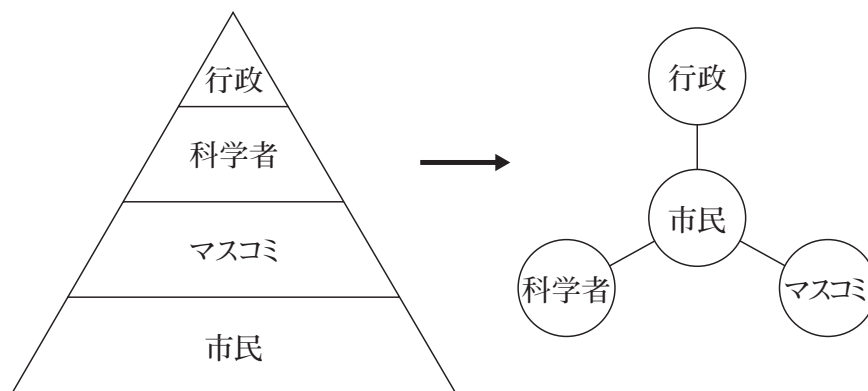 行政
科学者
マスコミ
市民
行政
市民
科学者
マスコミ